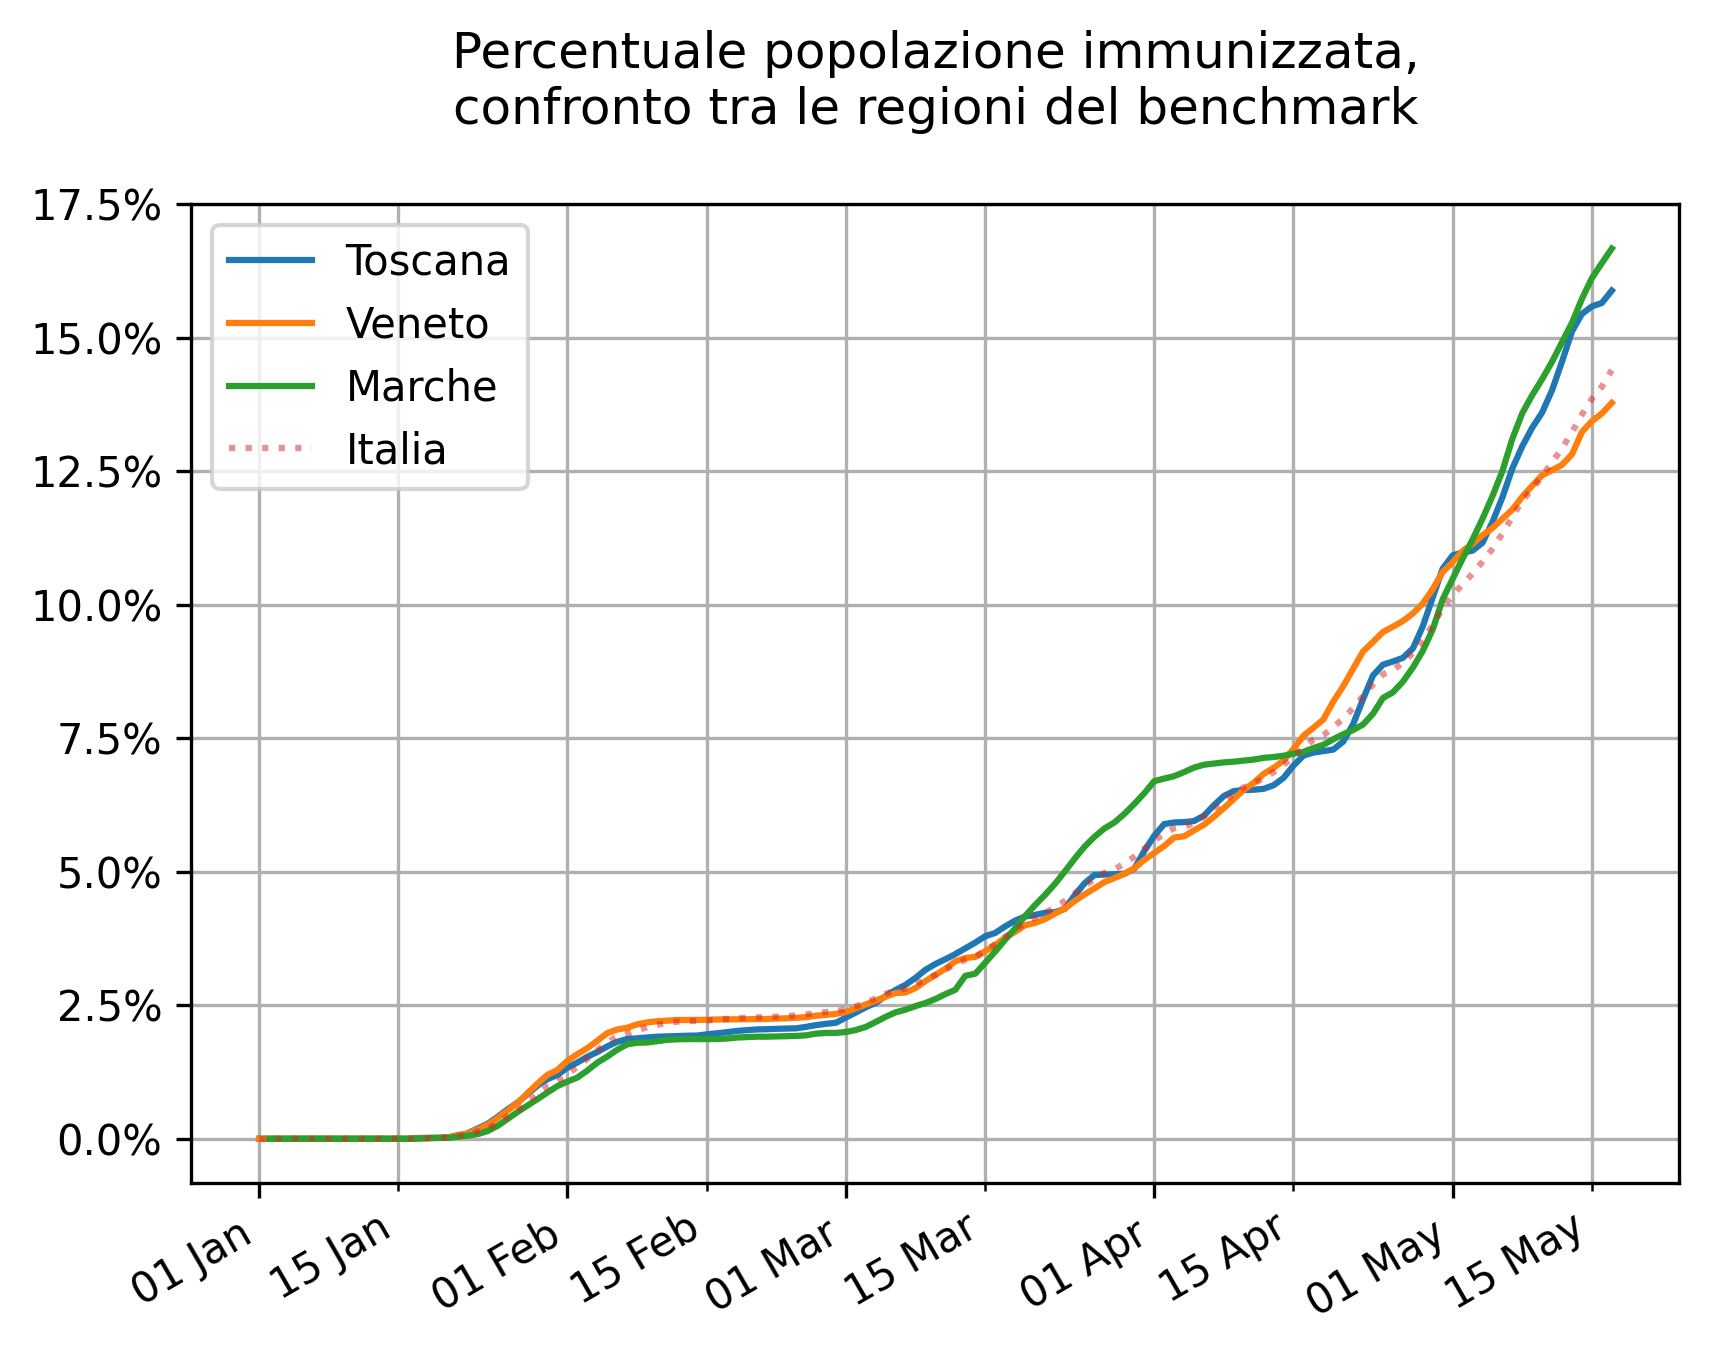 Percentuale popolazione immunizzata,
confronto tra le regioni del benchmark
17.5%
15.0%
12.5%
10.0%
7.5%
5.0%
2.5%
0.0%
Toscana
Veneto
Marche
Italia
01 Jan
15 Jan
01 Feb
15 Feb
01 Mar
15 Mar
01 Apr
15 Apr
01 May
15 May